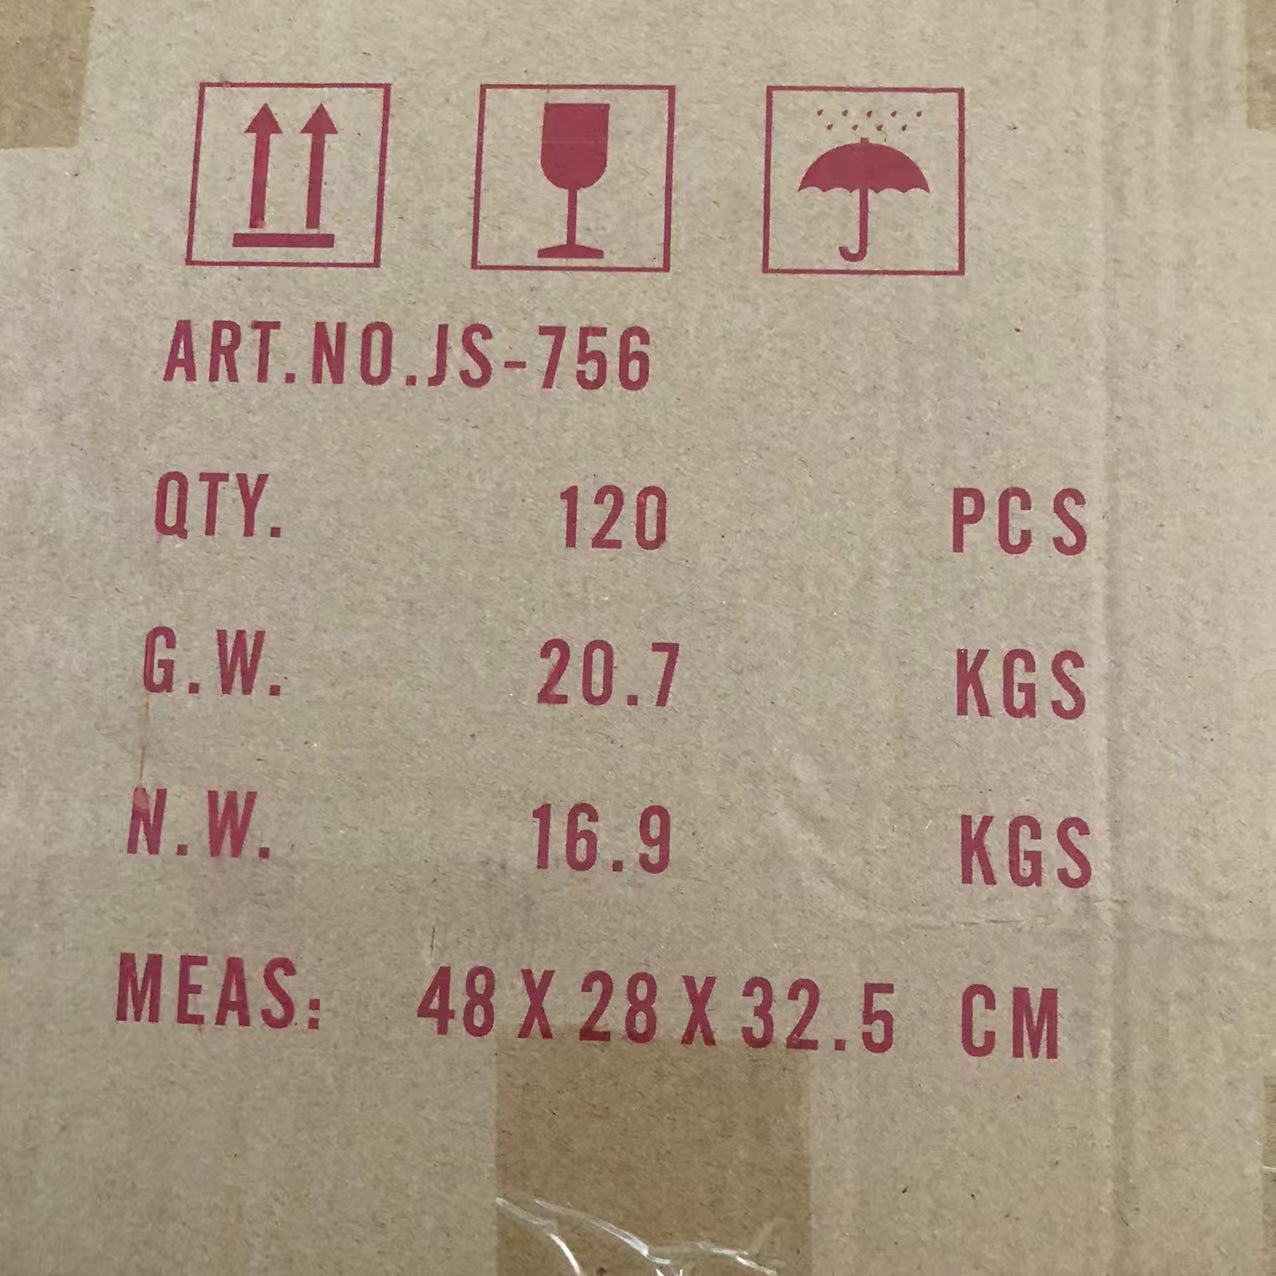 ART.NO.JS-756
QTY. 120 PCS
G.W. 20.7 KGS
N.W. 16.9 KGS
MEAS: 48 X 28 X 32.5 CM